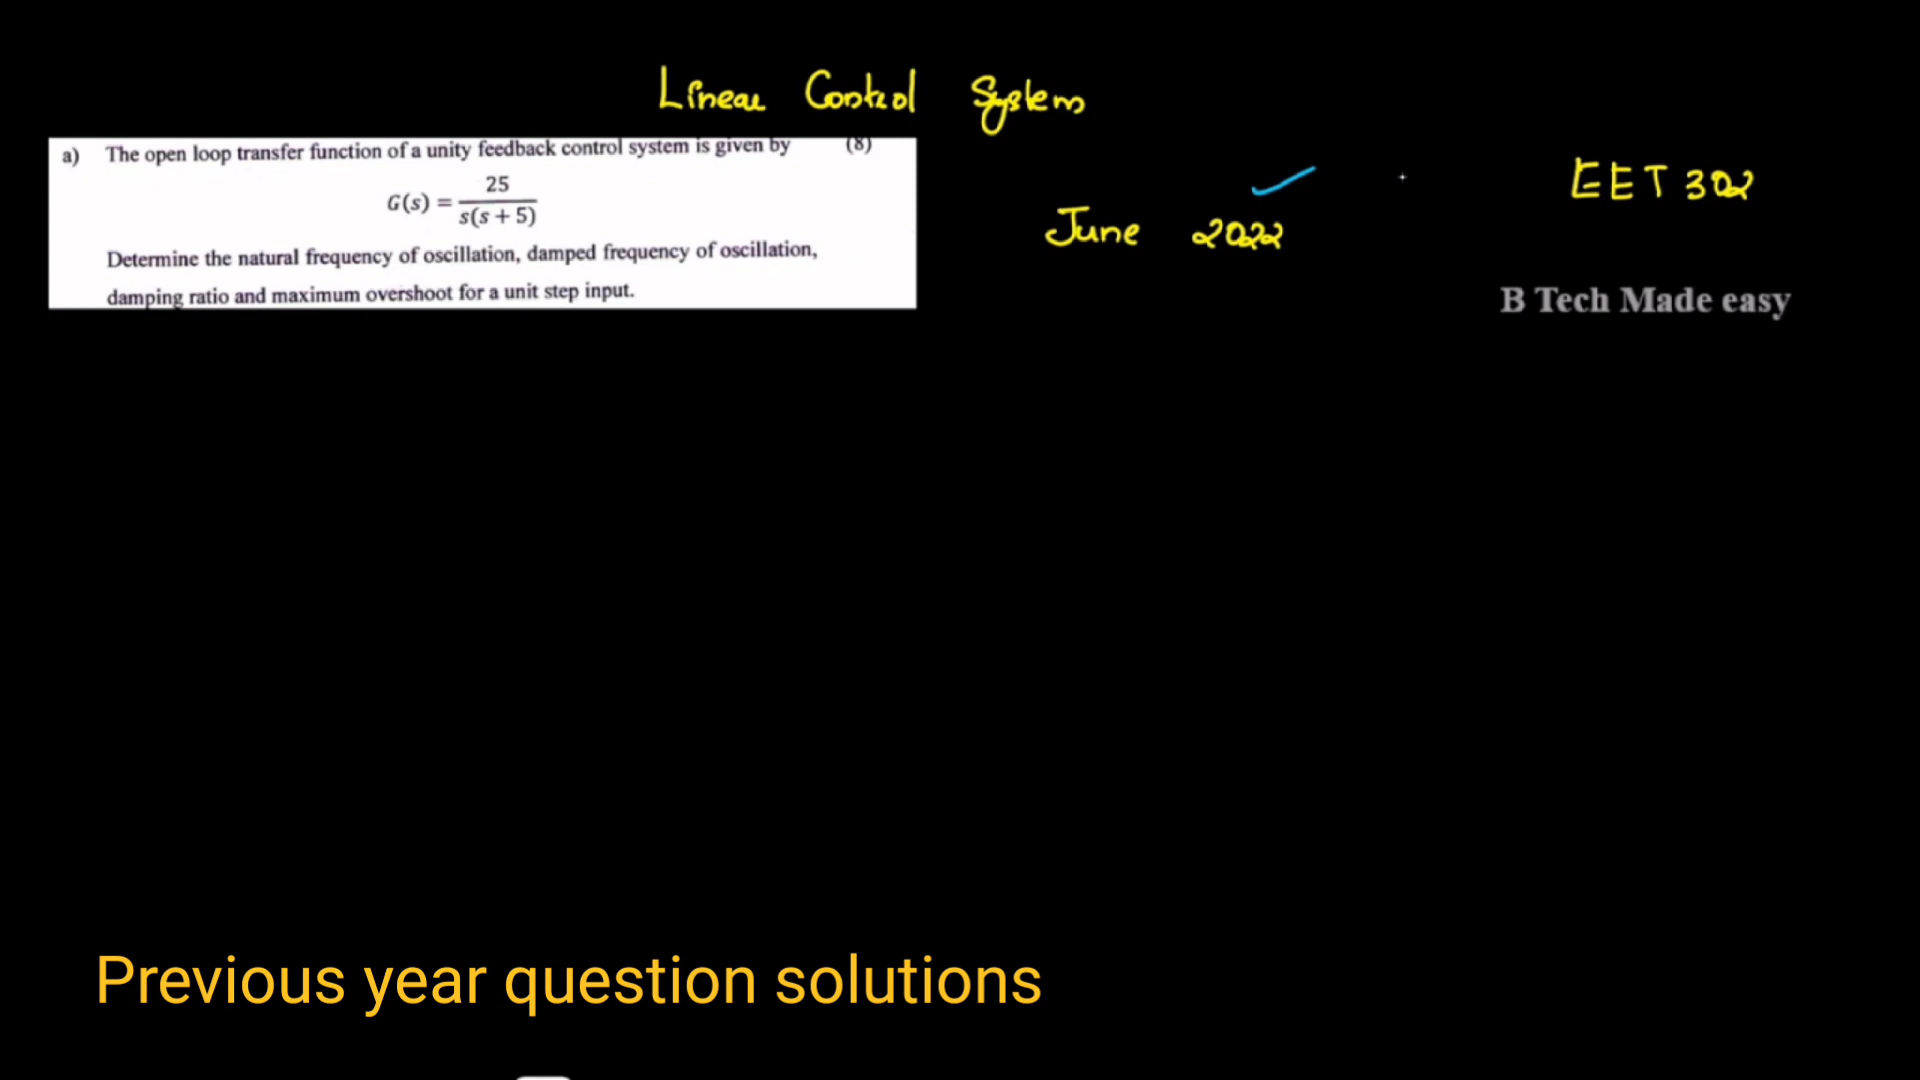 Linear Control System
a) The open loop transfer function of a unity feedback control system is given by (8)
G(s) = 25 / s(s + 5)
Determine the natural frequency of oscillation, damped frequency of oscillation,
damping ratio and maximum overshoot for a unit step input.
June 2022
EET 302
B Tech Made easy
Previous year question solutions